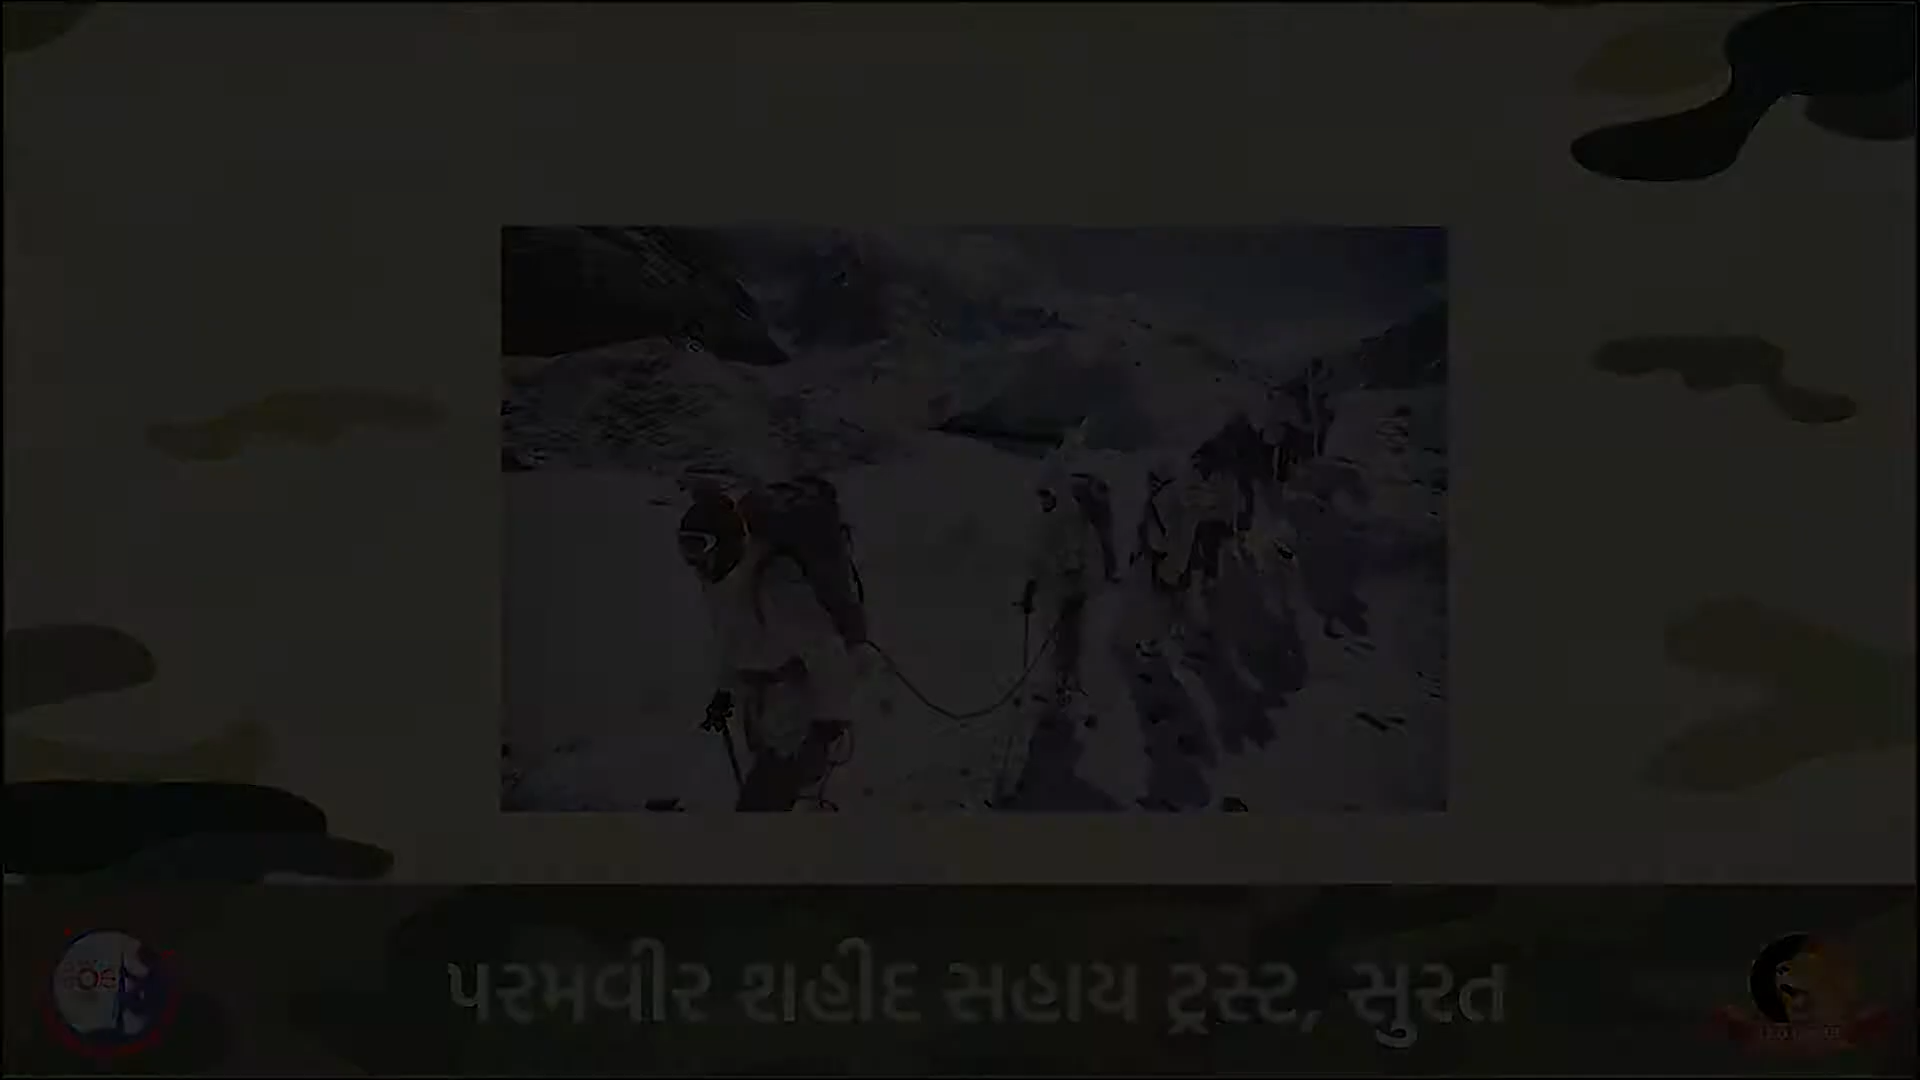 પરમવીર શહીદ સહાય ટ્રસ્ટ, સુરત